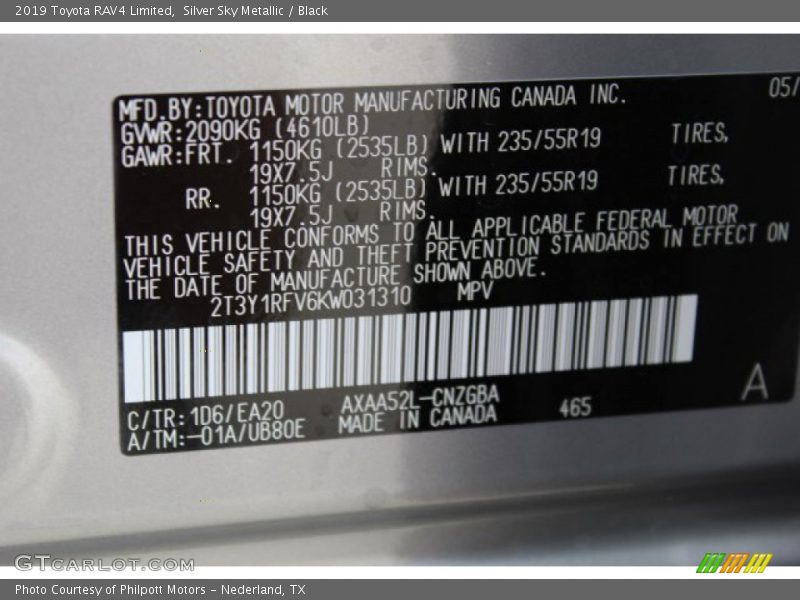 2019 Toyota RAV4 Limited, Silver Sky Metallic / Black
05/
MFD.BY:TOYOTA MOTOR MANUFACTURING CANADA INC.
GVWR:2090KG (4610LB)
GAWR:FRT. 1150KG (2535LB) WITH 235/55R19 TIRES,
19X7.5J RIMS.
RR. 1150KG (2535LB) WITH 235/55R19 TIRES,
19X7.5J RIMS.
THIS VEHICLE CONFORMS TO ALL APPLICABLE FEDERAL MOTOR
VEHICLE SAFETY AND THEFT PREVENTION STANDARDS IN EFFECT ON
THE DATE OF MANUFACTURE SHOWN ABOVE.
2T3Y1RFV6KW031310 MPV
A
C/TR:1D6/EA20 AXAA52L-CNZGBA 465
A/TM:-01A/UB80E MADE IN CANADA
GTCARLOT.COM
Photo Courtesy of Philpott Motors - Nederland, TX